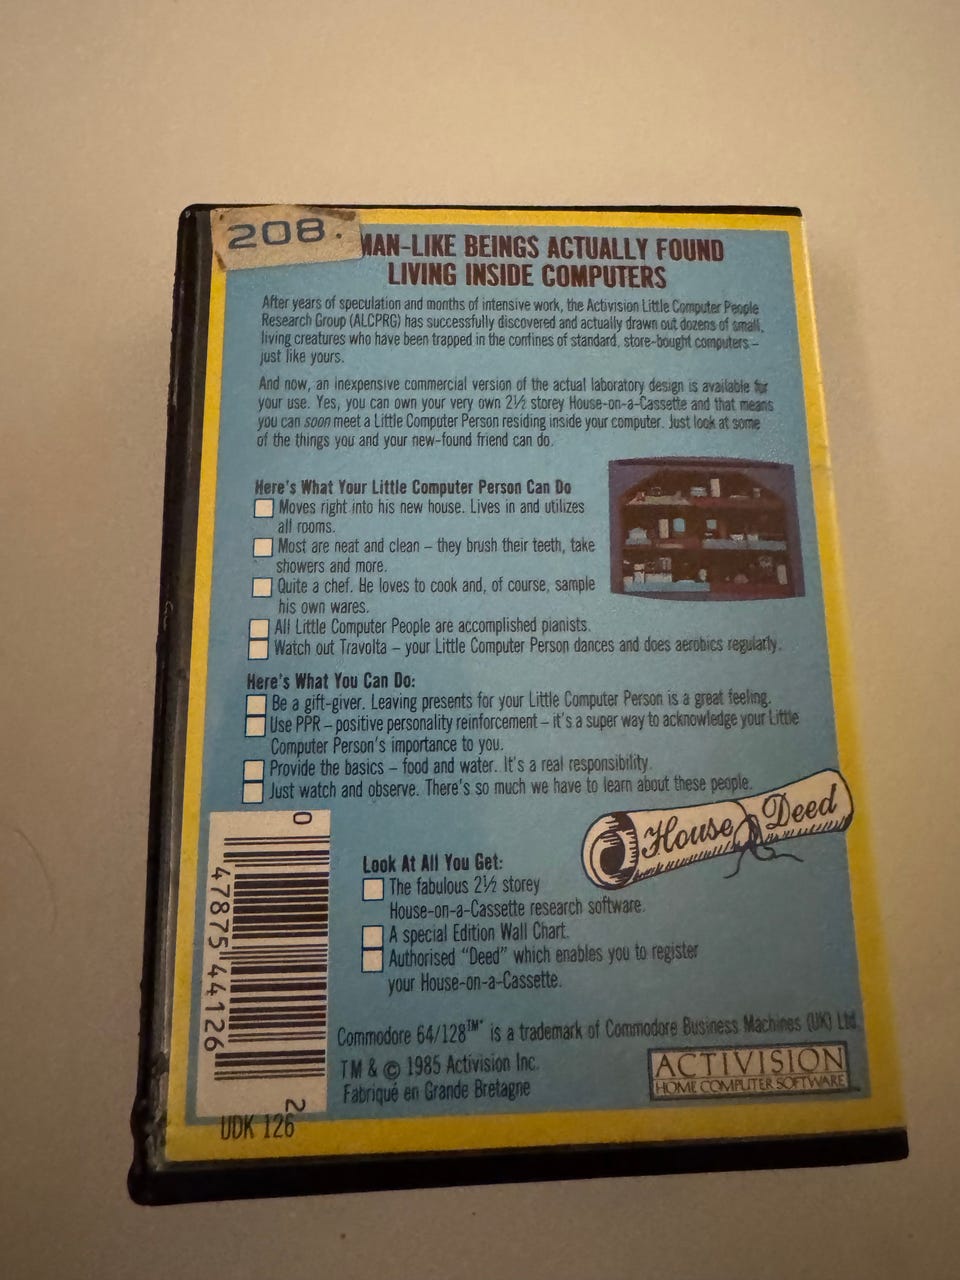 208.
MAN-LIKE BEINGS ACTUALLY FOUND
LIVING INSIDE COMPUTERS
After years of speculation and months of intensive work, the Activision Little Computer People
Research Group (ALCPRG) has successfully discovered and actually drawn out dozens of small,
living creatures who have been trapped in the confines of standard, store-bought computers –
just like yours.
And now, an inexpensive commercial version of the actual laboratory design is available for
your use. Yes, you can own your very own 2½ storey House-on-a-Cassette and that means
you can soon meet a Little Computer Person residing inside your computer. Just look at some
of the things you and your new-found friend can do.
Here's What Your Little Computer Person Can Do
Moves right into his new house. Lives in and utilizes
all rooms.
Most are neat and clean – they brush their teeth, take
showers and more.
Quite a chef. He loves to cook and, of course, sample
his own wares.
All Little Computer People are accomplished pianists.
Watch out Travolta – your Little Computer Person dances and does aerobics regularly.
Here's What You Can Do:
Be a gift-giver. Leaving presents for your Little Computer Person is a great feeling.
Use PPR – positive personality reinforcement – it's a super way to acknowledge your Little
Computer Person's importance to you.
Provide the basics – food and water. It's a real responsibility.
Just watch and observe. There's so much we have to learn about these people.
House Deed
Look At All You Get:
The fabulous 2½ storey
House-on-a-Cassette research software.
A special Edition Wall Chart.
Authorised "Deed" which enables you to register
your House-on-a-Cassette.
0 47875 44126 2
Commodore 64/128™ is a trademark of Commodore Business Machines (UK) Ltd
TM & © 1985 Activision Inc.
Fabriqué en Grande Bretagne
ACTIVISION
HOME COMPUTER SOFTWARE
UDK 126